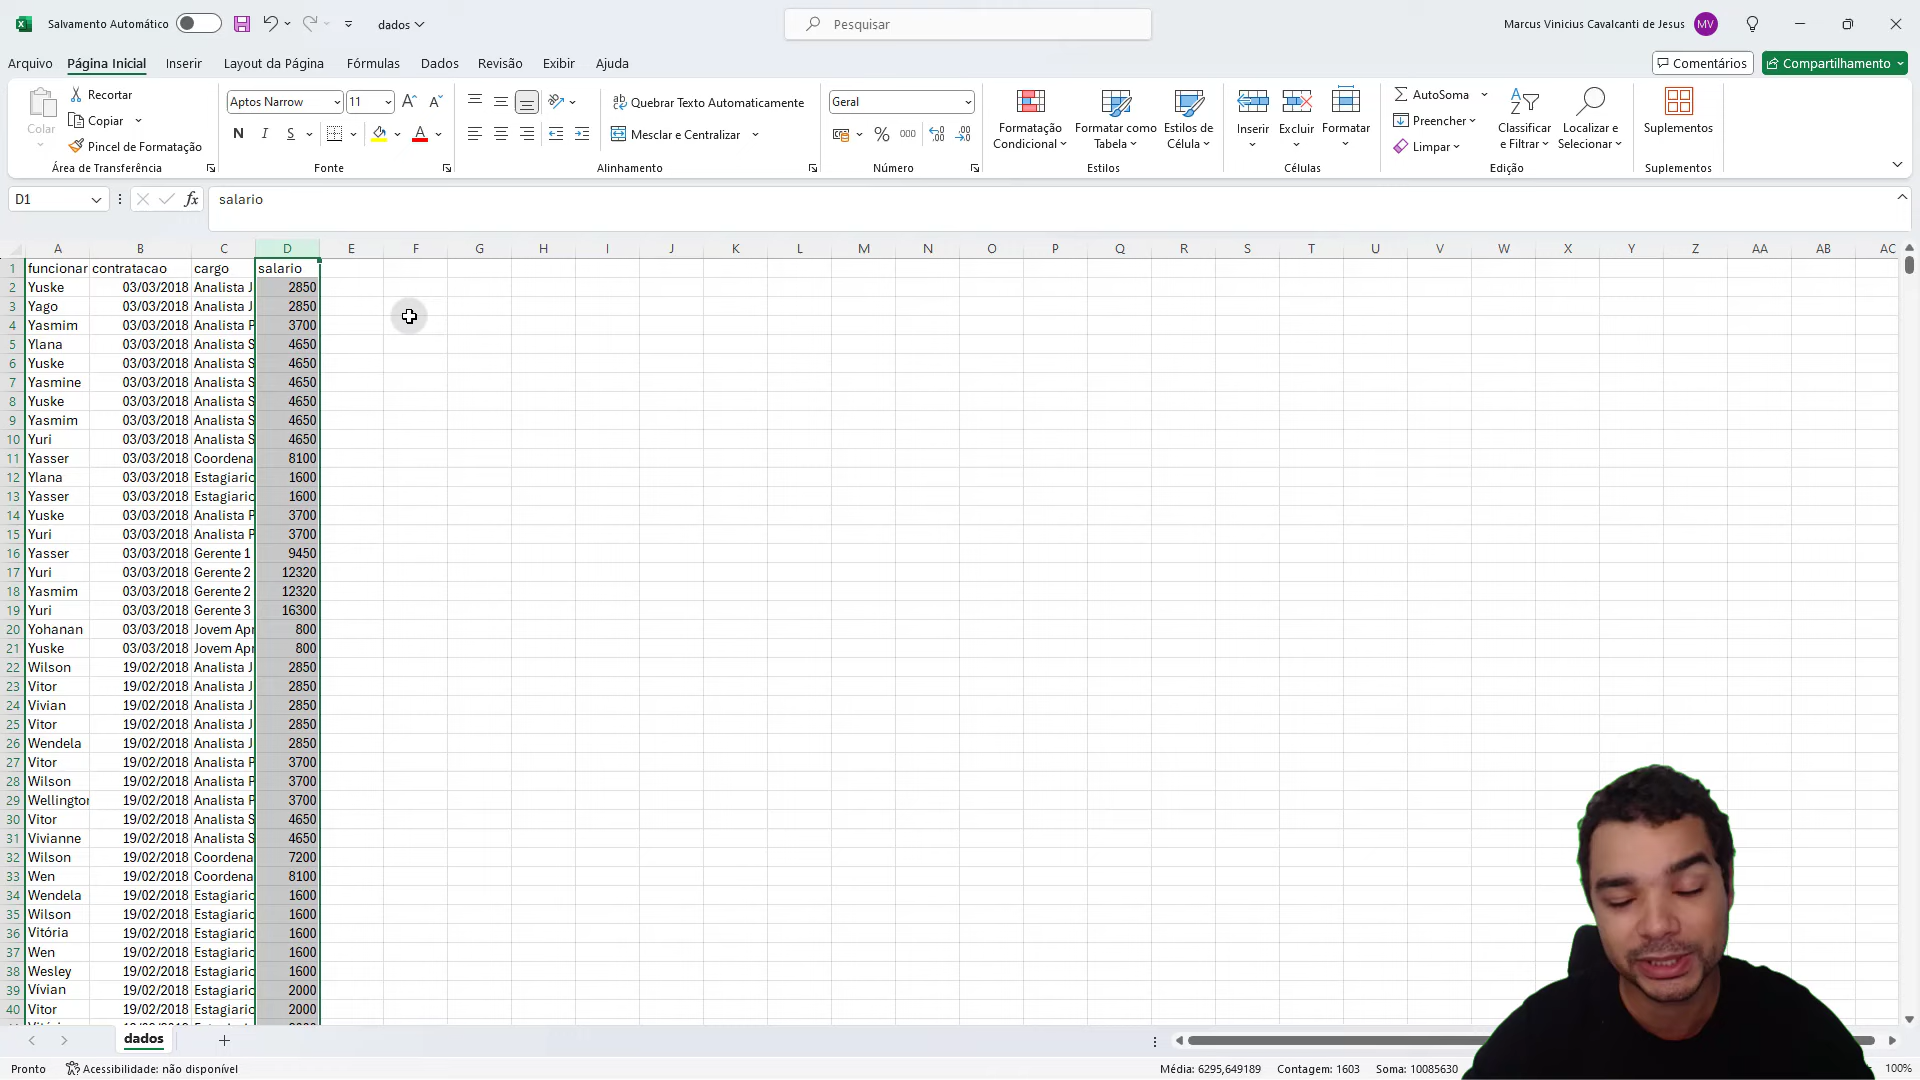 Salvamento Automático
dados
Pesquisar
Marcus Vinicius Cavalcanti de Jesus
MV
Arquivo
Página Inicial
Inserir
Layout da Página
Fórmulas
Dados
Revisão
Exibir
Ajuda
Comentários
Compartilhamento
Colar
Recortar
Copiar
Pincel de Formatação
Área de Transferência
Aptos Narrow
11
N
I
S
Fonte
Quebrar Texto Automaticamente
Mesclar e Centralizar
Alinhamento
Geral
%
000
Número
Formatação Condicional
Formatar como Tabela
Estilos de Célula
Estilos
Inserir
Excluir
Formatar
Células
AutoSoma
Preencher
Limpar
Classificar e Filtrar
Localizar e Selecionar
Edição
Suplementos
Suplementos
D1
fx
salario
A B C D E F G H I J K L M N O P Q R S T U V W X Y Z AA AB AC
1 funcionar contratacao cargo salario
2 Yuske 03/03/2018 Analista J 2850
3 Yago 03/03/2018 Analista J 2850
4 Yasmim 03/03/2018 Analista P 3700
5 Ylana 03/03/2018 Analista S 4650
6 Yuske 03/03/2018 Analista S 4650
7 Yasmine 03/03/2018 Analista S 4650
8 Yuske 03/03/2018 Analista S 4650
9 Yasmim 03/03/2018 Analista S 4650
10 Yuri 03/03/2018 Analista S 4650
11 Yasser 03/03/2018 Coordena 8100
12 Ylana 03/03/2018 Estagiario 1600
13 Yasser 03/03/2018 Estagiario 1600
14 Yuske 03/03/2018 Analista P 3700
15 Yuri 03/03/2018 Analista P 3700
16 Yasser 03/03/2018 Gerente 1 9450
17 Yuri 03/03/2018 Gerente 2 12320
18 Yasmim 03/03/2018 Gerente 2 12320
19 Yuri 03/03/2018 Gerente 3 16300
20 Yohanan 03/03/2018 Jovem Apr 800
21 Yuske 03/03/2018 Jovem Apr 800
22 Wilson 19/02/2018 Analista J 2850
23 Vitor 19/02/2018 Analista J 2850
24 Vivian 19/02/2018 Analista J 2850
25 Vitor 19/02/2018 Analista J 2850
26 Wendela 19/02/2018 Analista J 2850
27 Vitor 19/02/2018 Analista P 3700
28 Wilson 19/02/2018 Analista P 3700
29 Wellington 19/02/2018 Analista P 3700
30 Vitor 19/02/2018 Analista S 4650
31 Vivianne 19/02/2018 Analista S 4650
32 Wilson 19/02/2018 Coordena 7200
33 Wen 19/02/2018 Coordena 8100
34 Wendela 19/02/2018 Estagiario 1600
35 Wilson 19/02/2018 Estagiario 1600
36 Vitória 19/02/2018 Estagiario 1600
37 Wen 19/02/2018 Estagiario 1600
38 Wesley 19/02/2018 Estagiario 1600
39 Vívian 19/02/2018 Estagiario 2000
40 Vitor 19/02/2018 Estagiario 2000
dados
Pronto
Acessibilidade: não disponível
Média: 6295,649189
Contagem: 1603
Soma: 10085630
100%